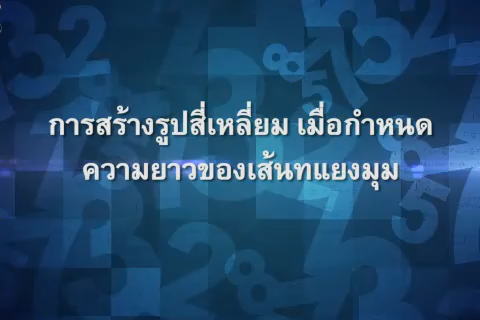 การสร้างรูปสี่เหลี่ยม เมื่อกำหนด
ความยาวของเส้นทแยงมุม